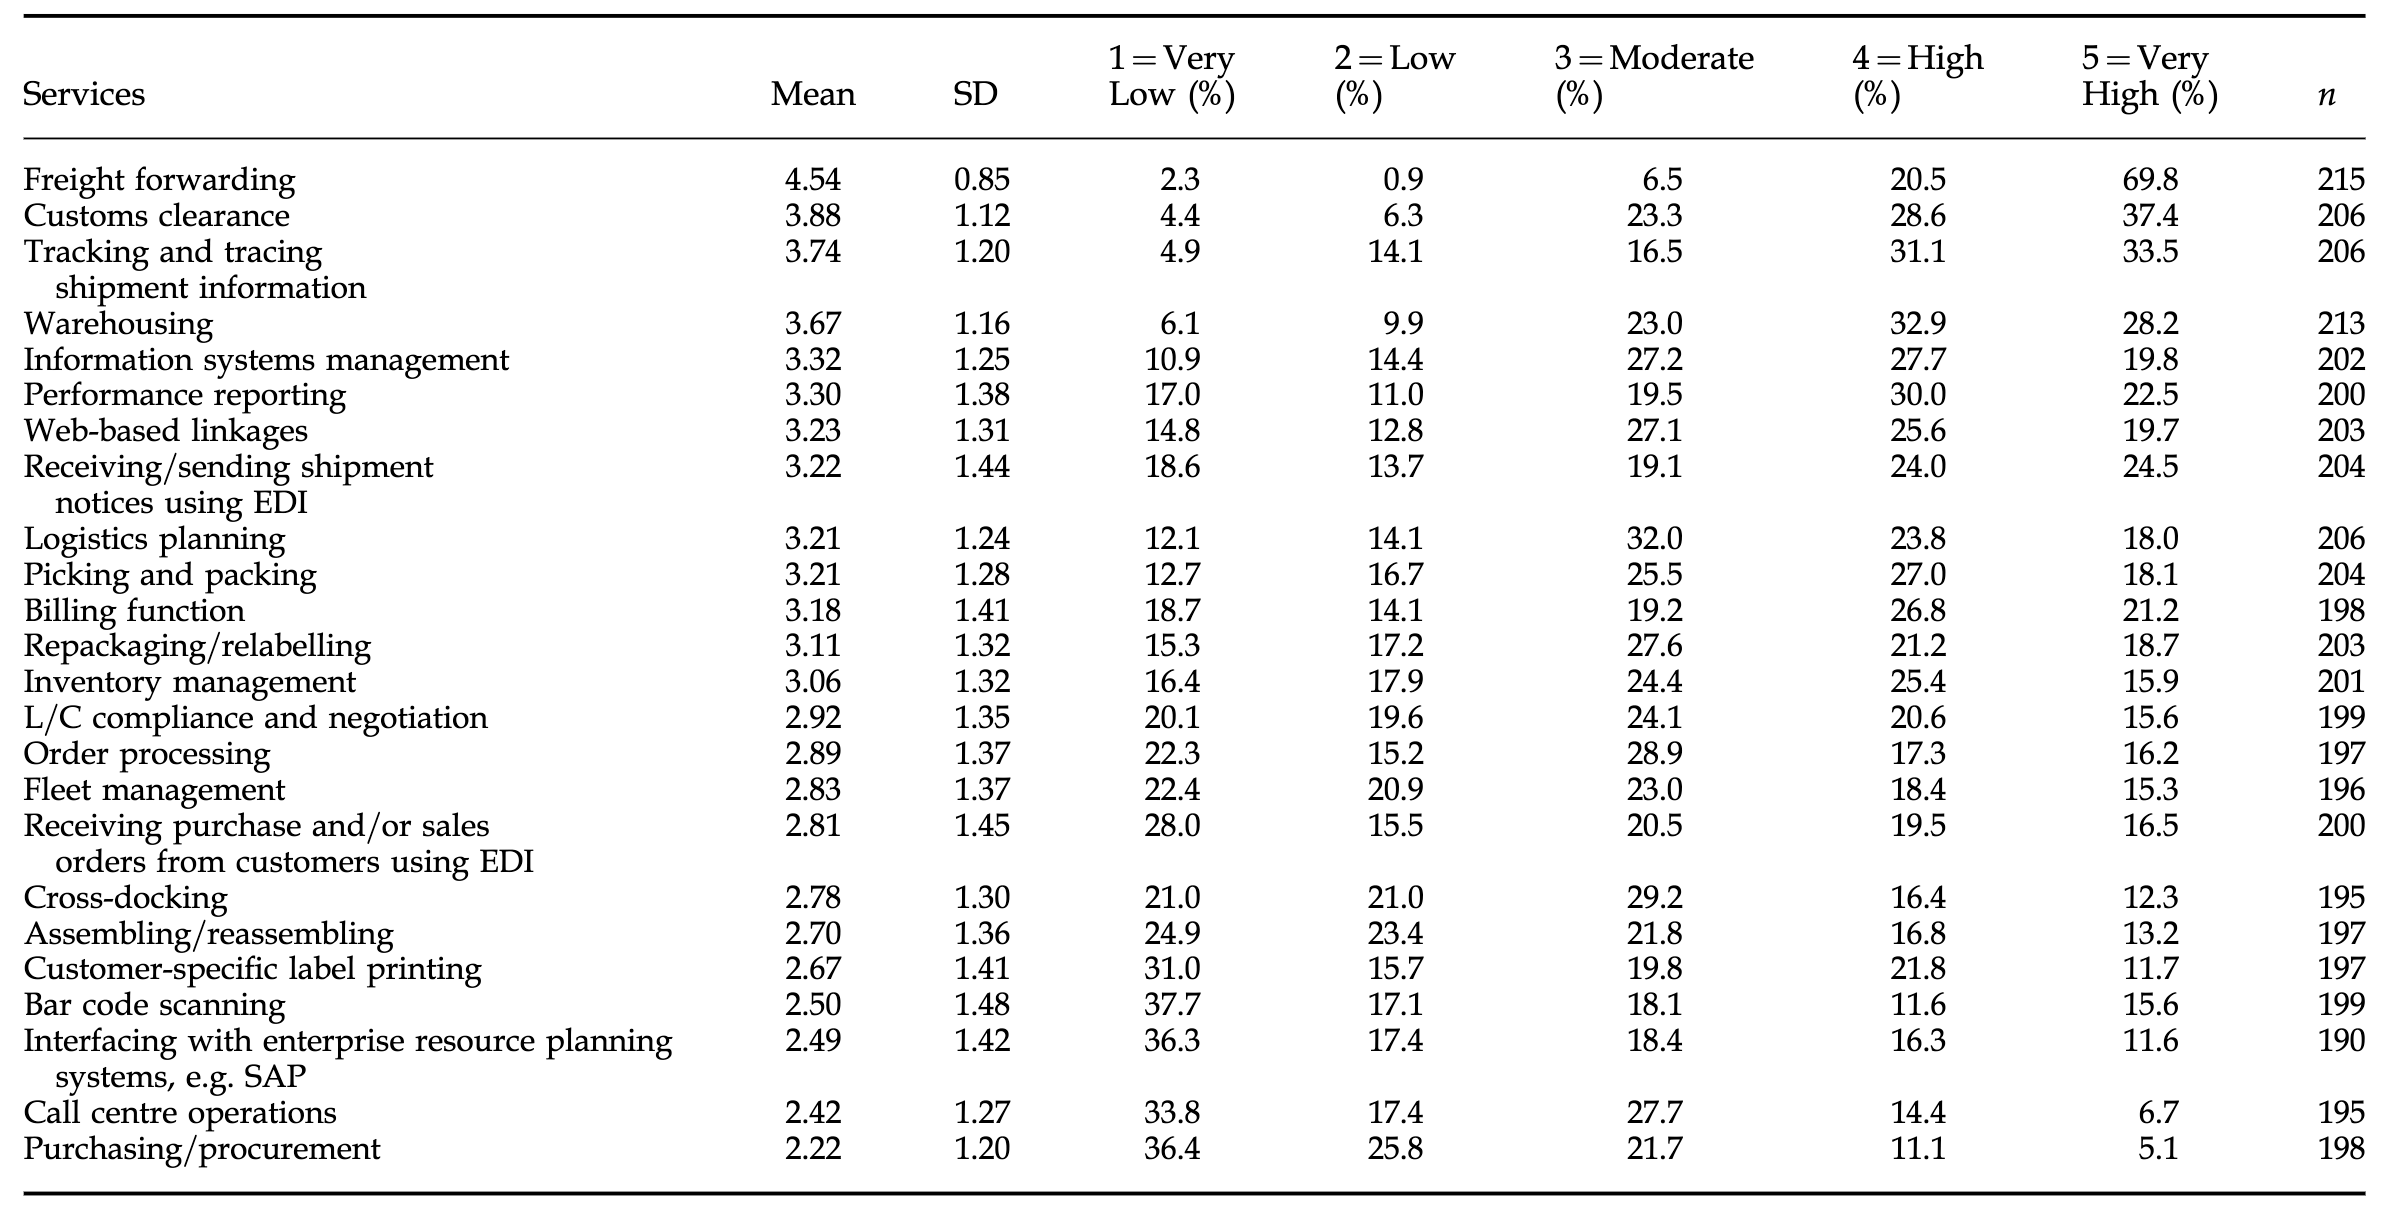 1 = Very 2 = Low 3 = Moderate 4 = High 5 = Very
Services Mean SD Low (%) (%) (%) (%) High (%) n
Freight forwarding 4.54 0.85 2.3 0.9 6.5 20.5 69.8 215
Customs clearance 3.88 1.12 4.4 6.3 23.3 28.6 37.4 206
Tracking and tracing 3.74 1.20 4.9 14.1 16.5 31.1 33.5 206
shipment information
Warehousing 3.67 1.16 6.1 9.9 23.0 32.9 28.2 213
Information systems management 3.32 1.25 10.9 14.4 27.2 27.7 19.8 202
Performance reporting 3.30 1.38 17.0 11.0 19.5 30.0 22.5 200
Web-based linkages 3.23 1.31 14.8 12.8 27.1 25.6 19.7 203
Receiving/sending shipment 3.22 1.44 18.6 13.7 19.1 24.0 24.5 204
notices using EDI
Logistics planning 3.21 1.24 12.1 14.1 32.0 23.8 18.0 206
Picking and packing 3.21 1.28 12.7 16.7 25.5 27.0 18.1 204
Billing function 3.18 1.41 18.7 14.1 19.2 26.8 21.2 198
Repackaging/relabelling 3.11 1.32 15.3 17.2 27.6 21.2 18.7 203
Inventory management 3.06 1.32 16.4 17.9 24.4 25.4 15.9 201
L/C compliance and negotiation 2.92 1.35 20.1 19.6 24.1 20.6 15.6 199
Order processing 2.89 1.37 22.3 15.2 28.9 17.3 16.2 197
Fleet management 2.83 1.37 22.4 20.9 23.0 18.4 15.3 196
Receiving purchase and/or sales 2.81 1.45 28.0 15.5 20.5 19.5 16.5 200
orders from customers using EDI
Cross-docking 2.78 1.30 21.0 21.0 29.2 16.4 12.3 195
Assembling/reassembling 2.70 1.36 24.9 23.4 21.8 16.8 13.2 197
Customer-specific label printing 2.67 1.41 31.0 15.7 19.8 21.8 11.7 197
Bar code scanning 2.50 1.48 37.7 17.1 18.1 11.6 15.6 199
Interfacing with enterprise resource planning 2.49 1.42 36.3 17.4 18.4 16.3 11.6 190
systems, e.g. SAP
Call centre operations 2.42 1.27 33.8 17.4 27.7 14.4 6.7 195
Purchasing/procurement 2.22 1.20 36.4 25.8 21.7 11.1 5.1 198